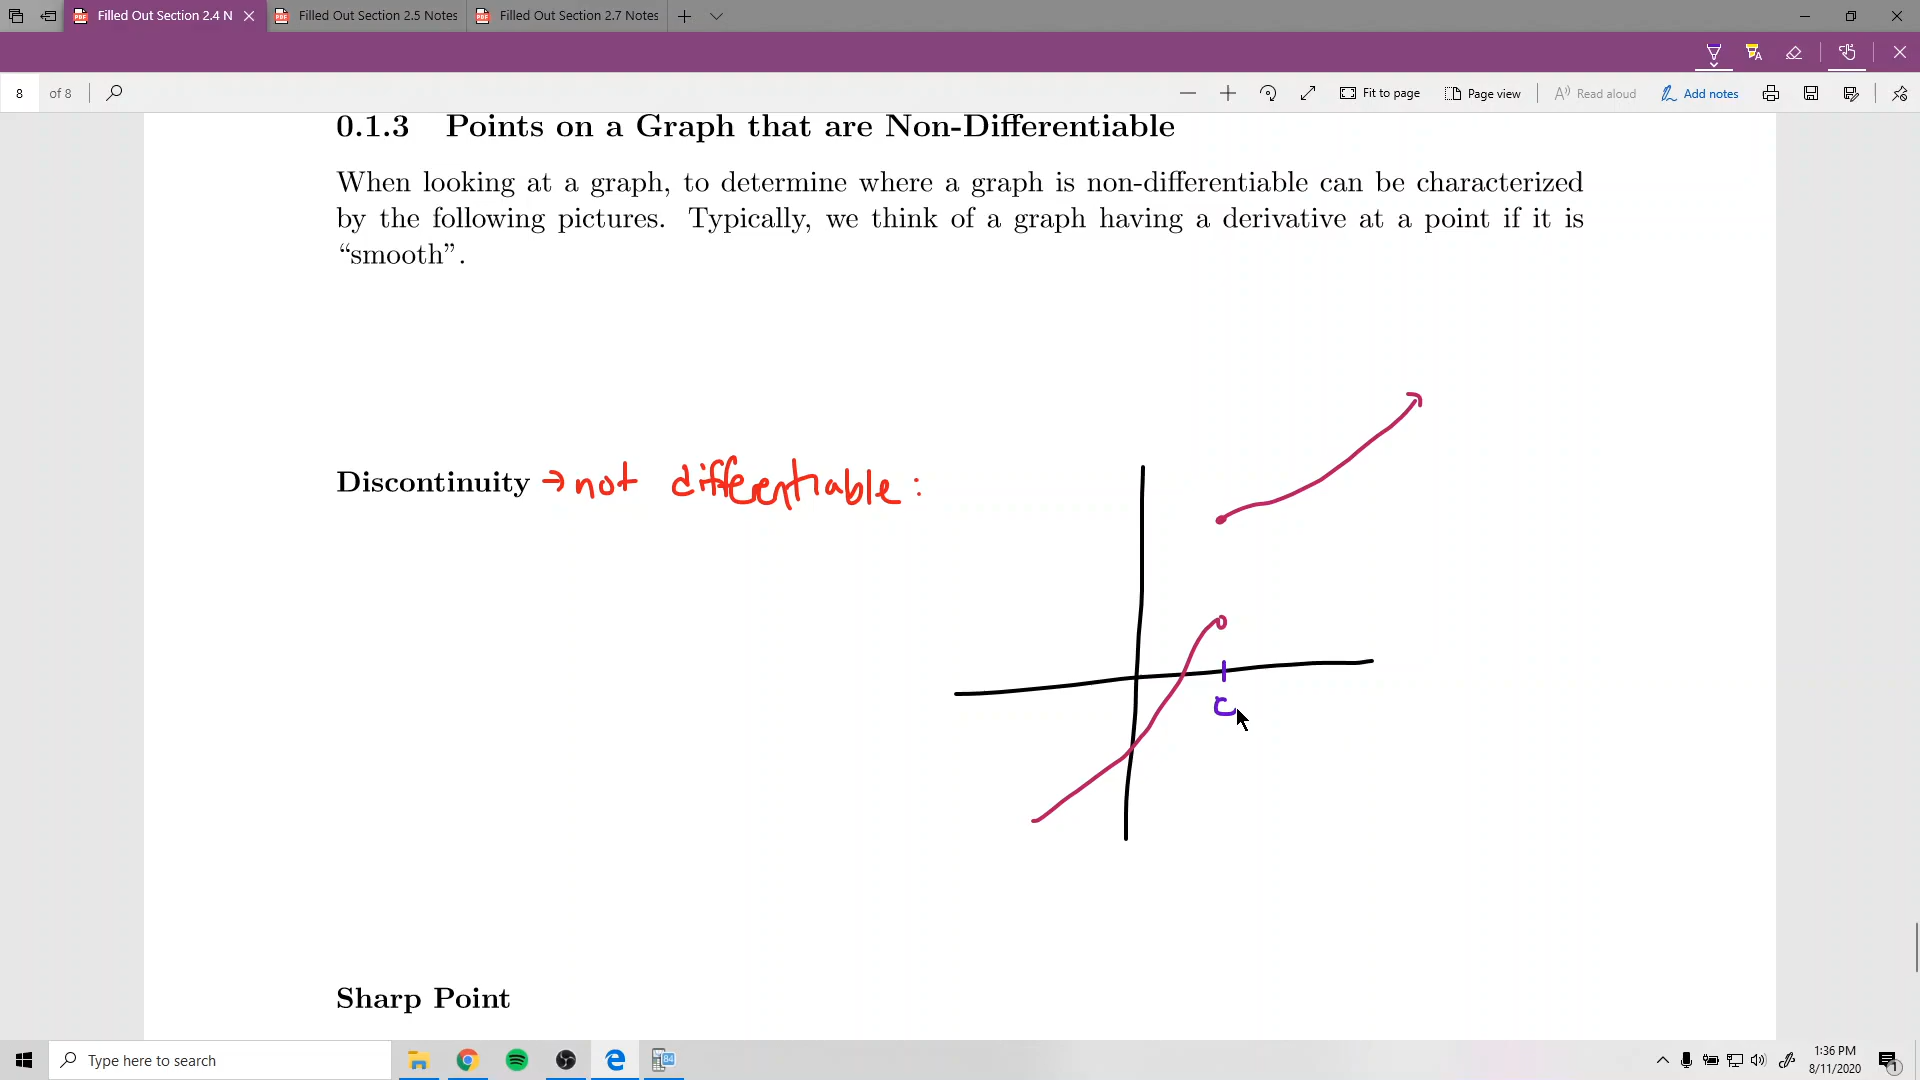 Filled Out Section 2.4 N
Filled Out Section 2.5 Notes
Filled Out Section 2.7 Notes
8 of 8
Fit to page
Page view
Read aloud
Add notes
0.1.3 Points on a Graph that are Non-Differentiable
When looking at a graph, to determine where a graph is non-differentiable can be characterized
by the following pictures. Typically, we think of a graph having a derivative at a point if it is
“smooth”.
Discontinuity → not differentiable:
c
Sharp Point
Type here to search
84
1:36 PM
8/11/2020
1